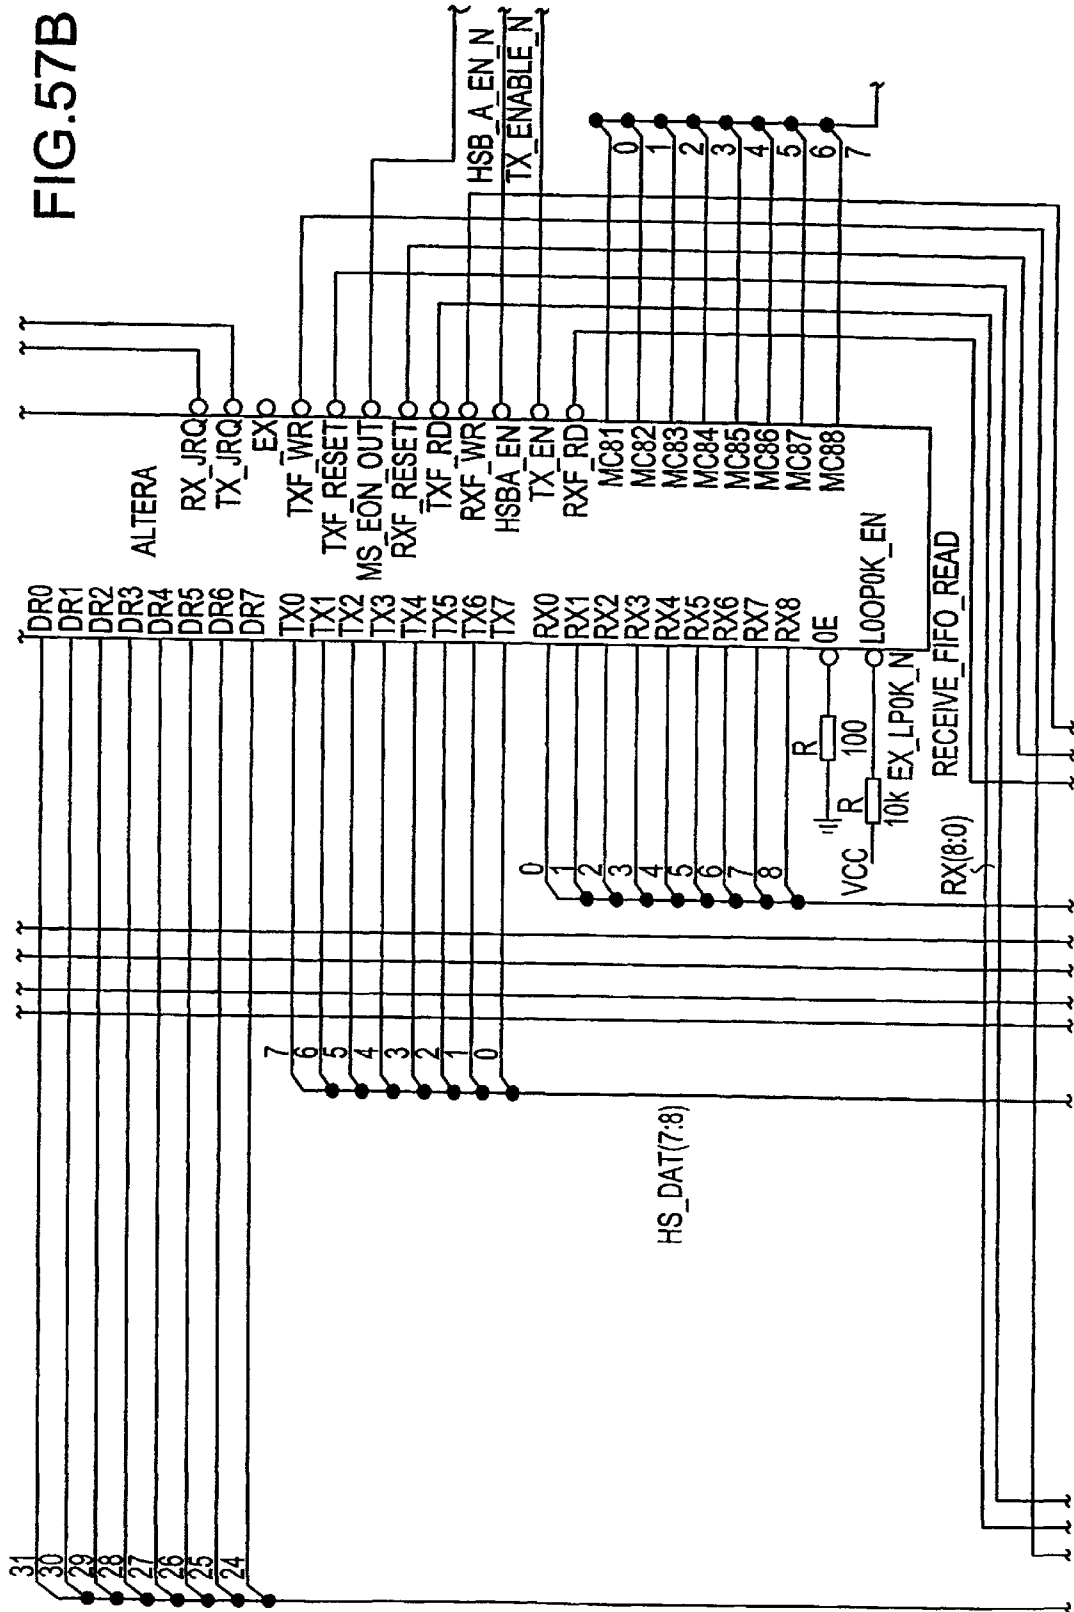 FIG.57B
HSB_A_EN_N
TX_ENABLE_N
0
1
2
3
4
5
6
7
ALTERA
RX_JRQ
TX_JRQ
EX
TXF_WR
TXF_RESET
MS_EON_OUT
RXF_RESET
TXF_RD
RXF_WR
HSBA_EN
TX_EN
RXF_RD
MC81
MC82
MC83
MC84
MC85
MC86
MC87
MC88
DR0
DR1
DR2
DR3
DR4
DR5
DR6
DR7
TX0
TX1
TX2
TX3
TX4
TX5
TX6
TX7
RX0
RX1
RX2
RX3
RX4
RX5
RX6
RX7
RX8
OE
LOOPOK_EN
R
100
R
10k
EX_LPOK_N
VCC
RECEIVE_FIFO_READ
RX(8:0)
0
1
2
3
4
5
6
7
8
7
6
5
4
3
2
1
0
HS_DAT(7:8)
31
30
29
28
27
26
25
24